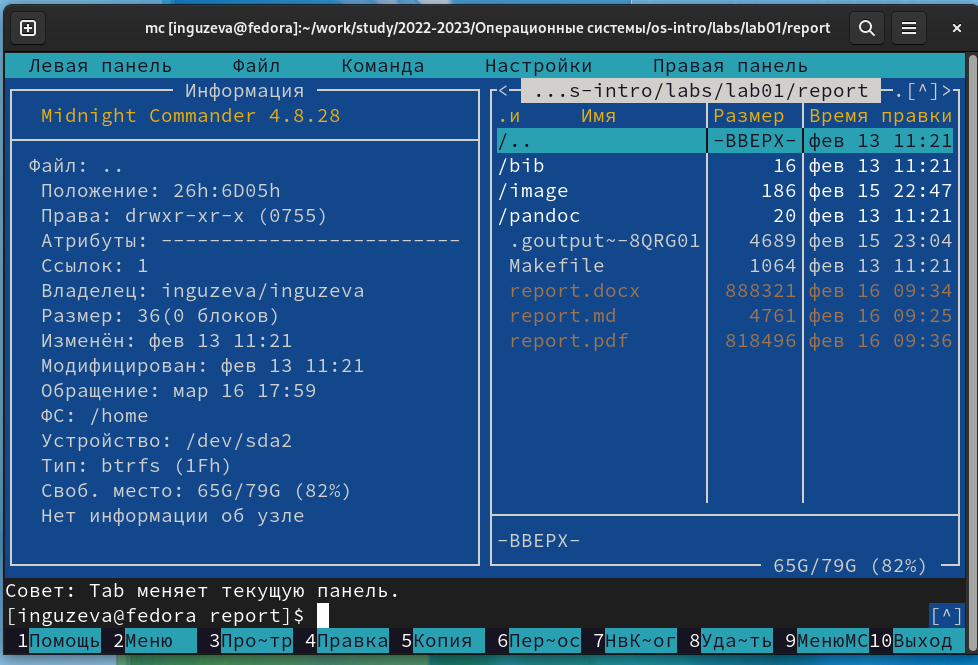 mc [inguzeva@fedora]:~/work/study/2022-2023/Операционные системы/os-intro/labs/lab01/report
Левая панель Файл Команда Настройки Правая панель
Информация
Midnight Commander 4.8.28
Файл: ..
Положение: 26h:6D05h
Права: drwxr-xr-x (0755)
Атрибуты: -------------------------
Ссылок: 1
Владелец: inguzeva/inguzeva
Размер: 36(0 блоков)
Изменён: фев 13 11:21
Модифицирован: фев 13 11:21
Обращение: мар 16 17:59
ФС: /home
Устройство: /dev/sda2
Тип: btrfs (1Fh)
Своб. место: 65G/79G (82%)
Нет информации об узле
<- ...s-intro/labs/lab01/report -.[^]>
.и Имя Размер Время правки
/.. -ВВЕРХ- фев 13 11:21
/bib 16 фев 13 11:21
/image 186 фев 15 22:47
/pandoc 20 фев 13 11:21
.goutput~-8QRG01 4689 фев 15 23:04
Makefile 1064 фев 13 11:21
report.docx 888321 фев 16 09:34
report.md 4761 фев 16 09:25
report.pdf 818496 фев 16 09:36
-ВВЕРХ-
65G/79G (82%)
Совет: Tab меняет текущую панель.
[inguzeva@fedora report]$ [^]
1Помощь 2Меню 3Про~тр 4Правка 5Копия 6Пер~ос 7НвК~ог 8Уда~ть 9МенюMC 10Выход